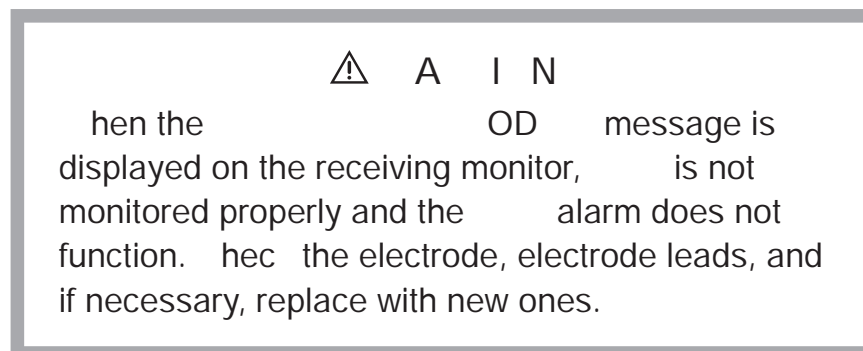 ⚠ A I N
hen the OD message is
displayed on the receiving monitor, is not
monitored properly and the alarm does not
function. hec the electrode, electrode leads, and
if necessary, replace with new ones.